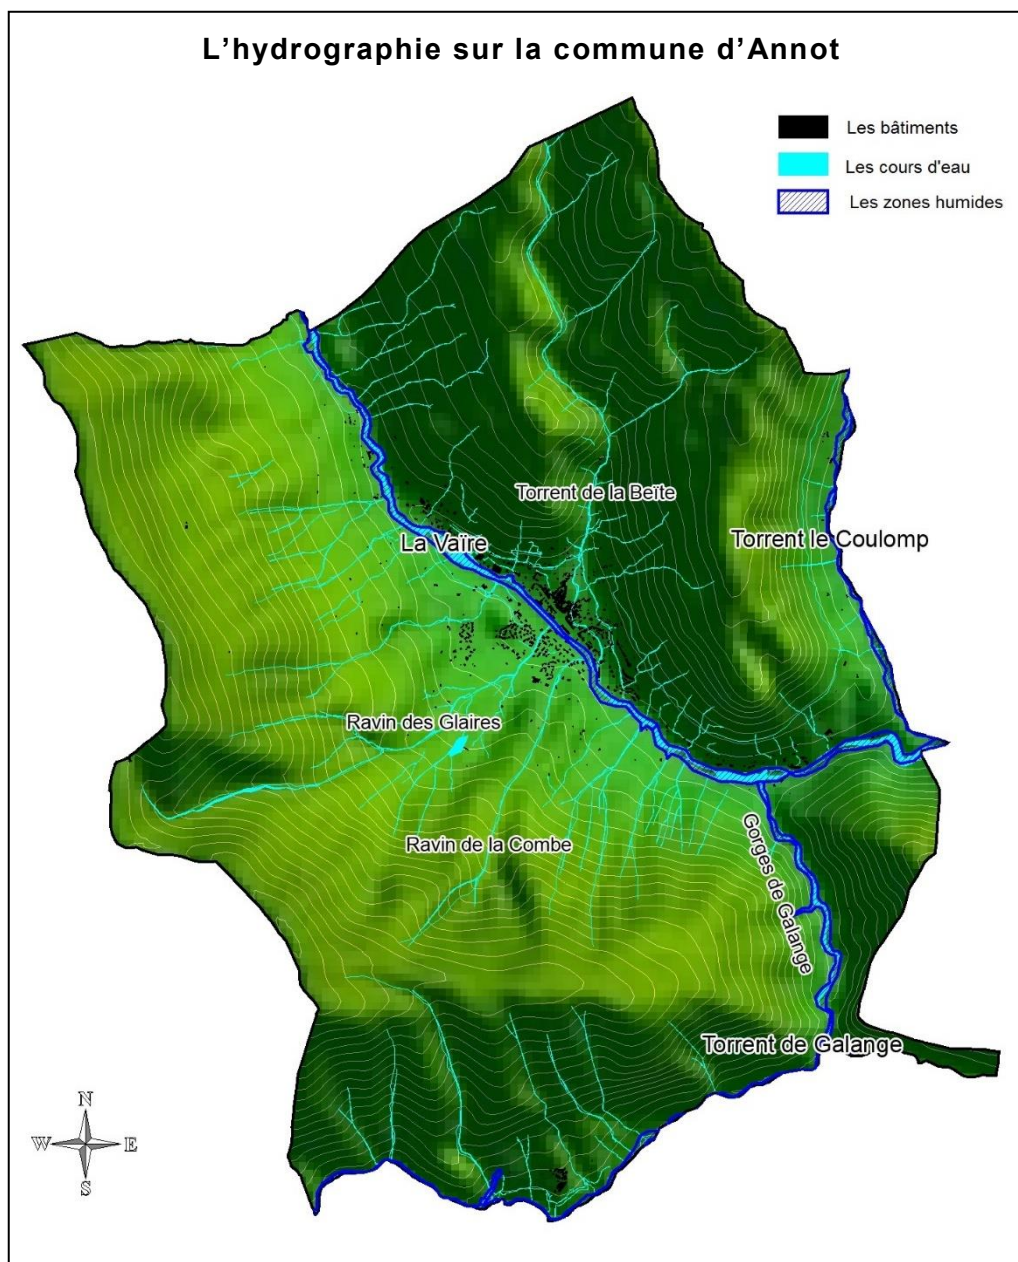 L'hydrographie sur la commune d'Annot
Les bâtiments
Les cours d'eau
Les zones humides
Torrent de la Beïte
La Vaïre
Torrent le Coulomp
Ravin des Glaires
Ravin de la Combe
Gorges de Galange
Torrent de Galange
N
W
E
S